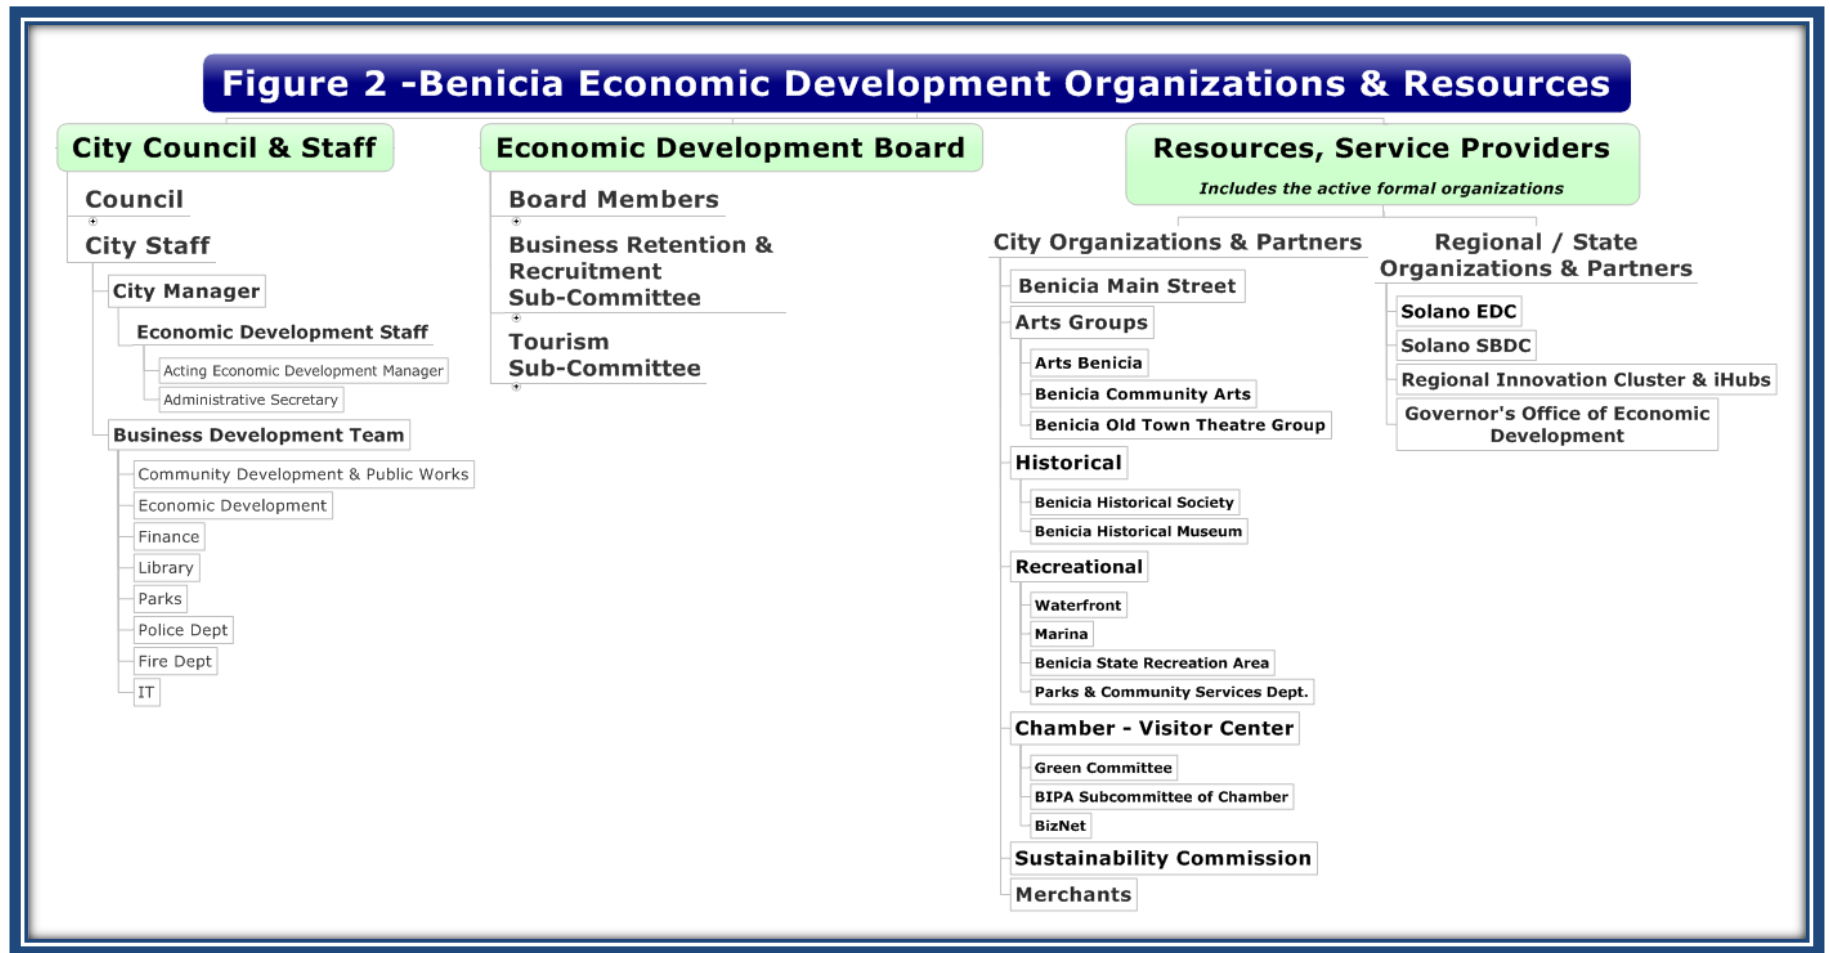 Figure 2 -Benicia Economic Development Organizations & Resources
City Council & Staff
Council
City Staff
City Manager
Economic Development Staff
Acting Economic Development Manager
Administrative Secretary
Business Development Team
Community Development & Public Works
Economic Development
Finance
Library
Parks
Police Dept
Fire Dept
IT
Economic Development Board
Board Members
Business Retention &
Recruitment
Sub-Committee
Tourism
Sub-Committee
Resources, Service Providers
Includes the active formal organizations
City Organizations & Partners
Benicia Main Street
Arts Groups
Arts Benicia
Benicia Community Arts
Benicia Old Town Theatre Group
Historical
Benicia Historical Society
Benicia Historical Museum
Recreational
Waterfront
Marina
Benicia State Recreation Area
Parks & Community Services Dept.
Chamber - Visitor Center
Green Committee
BIPA Subcommittee of Chamber
BizNet
Sustainability Commission
Merchants
Regional / State
Organizations & Partners
Solano EDC
Solano SBDC
Regional Innovation Cluster & iHubs
Governor's Office of Economic
Development